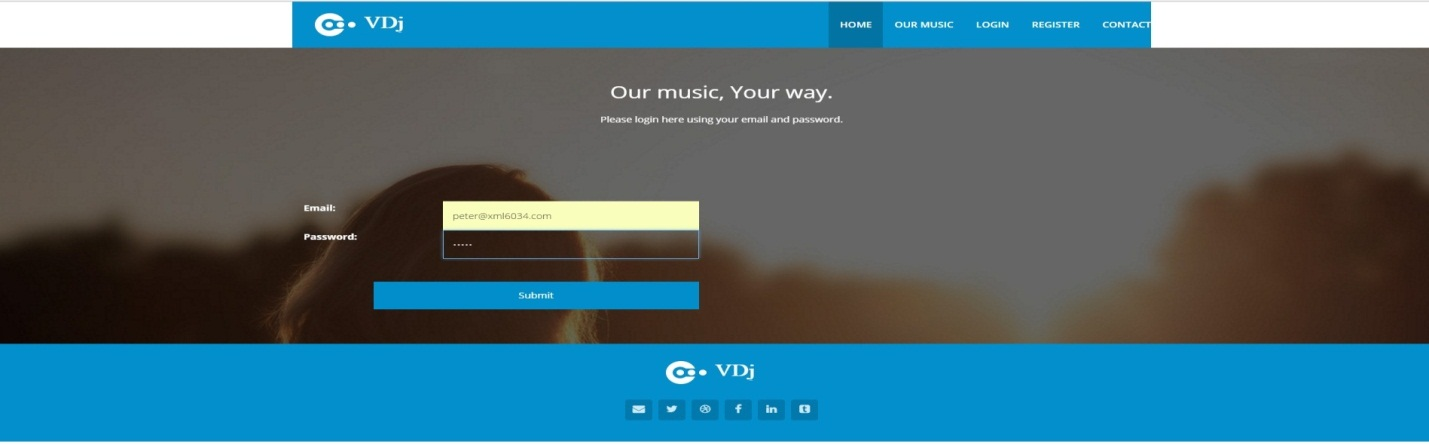 VDj
HOME OUR MUSIC LOGIN REGISTER CONTACT
Our music, Your way.
Please login here using your email and password.
Email:
peter@xml6034.com
Password:
-----
Submit
VDj